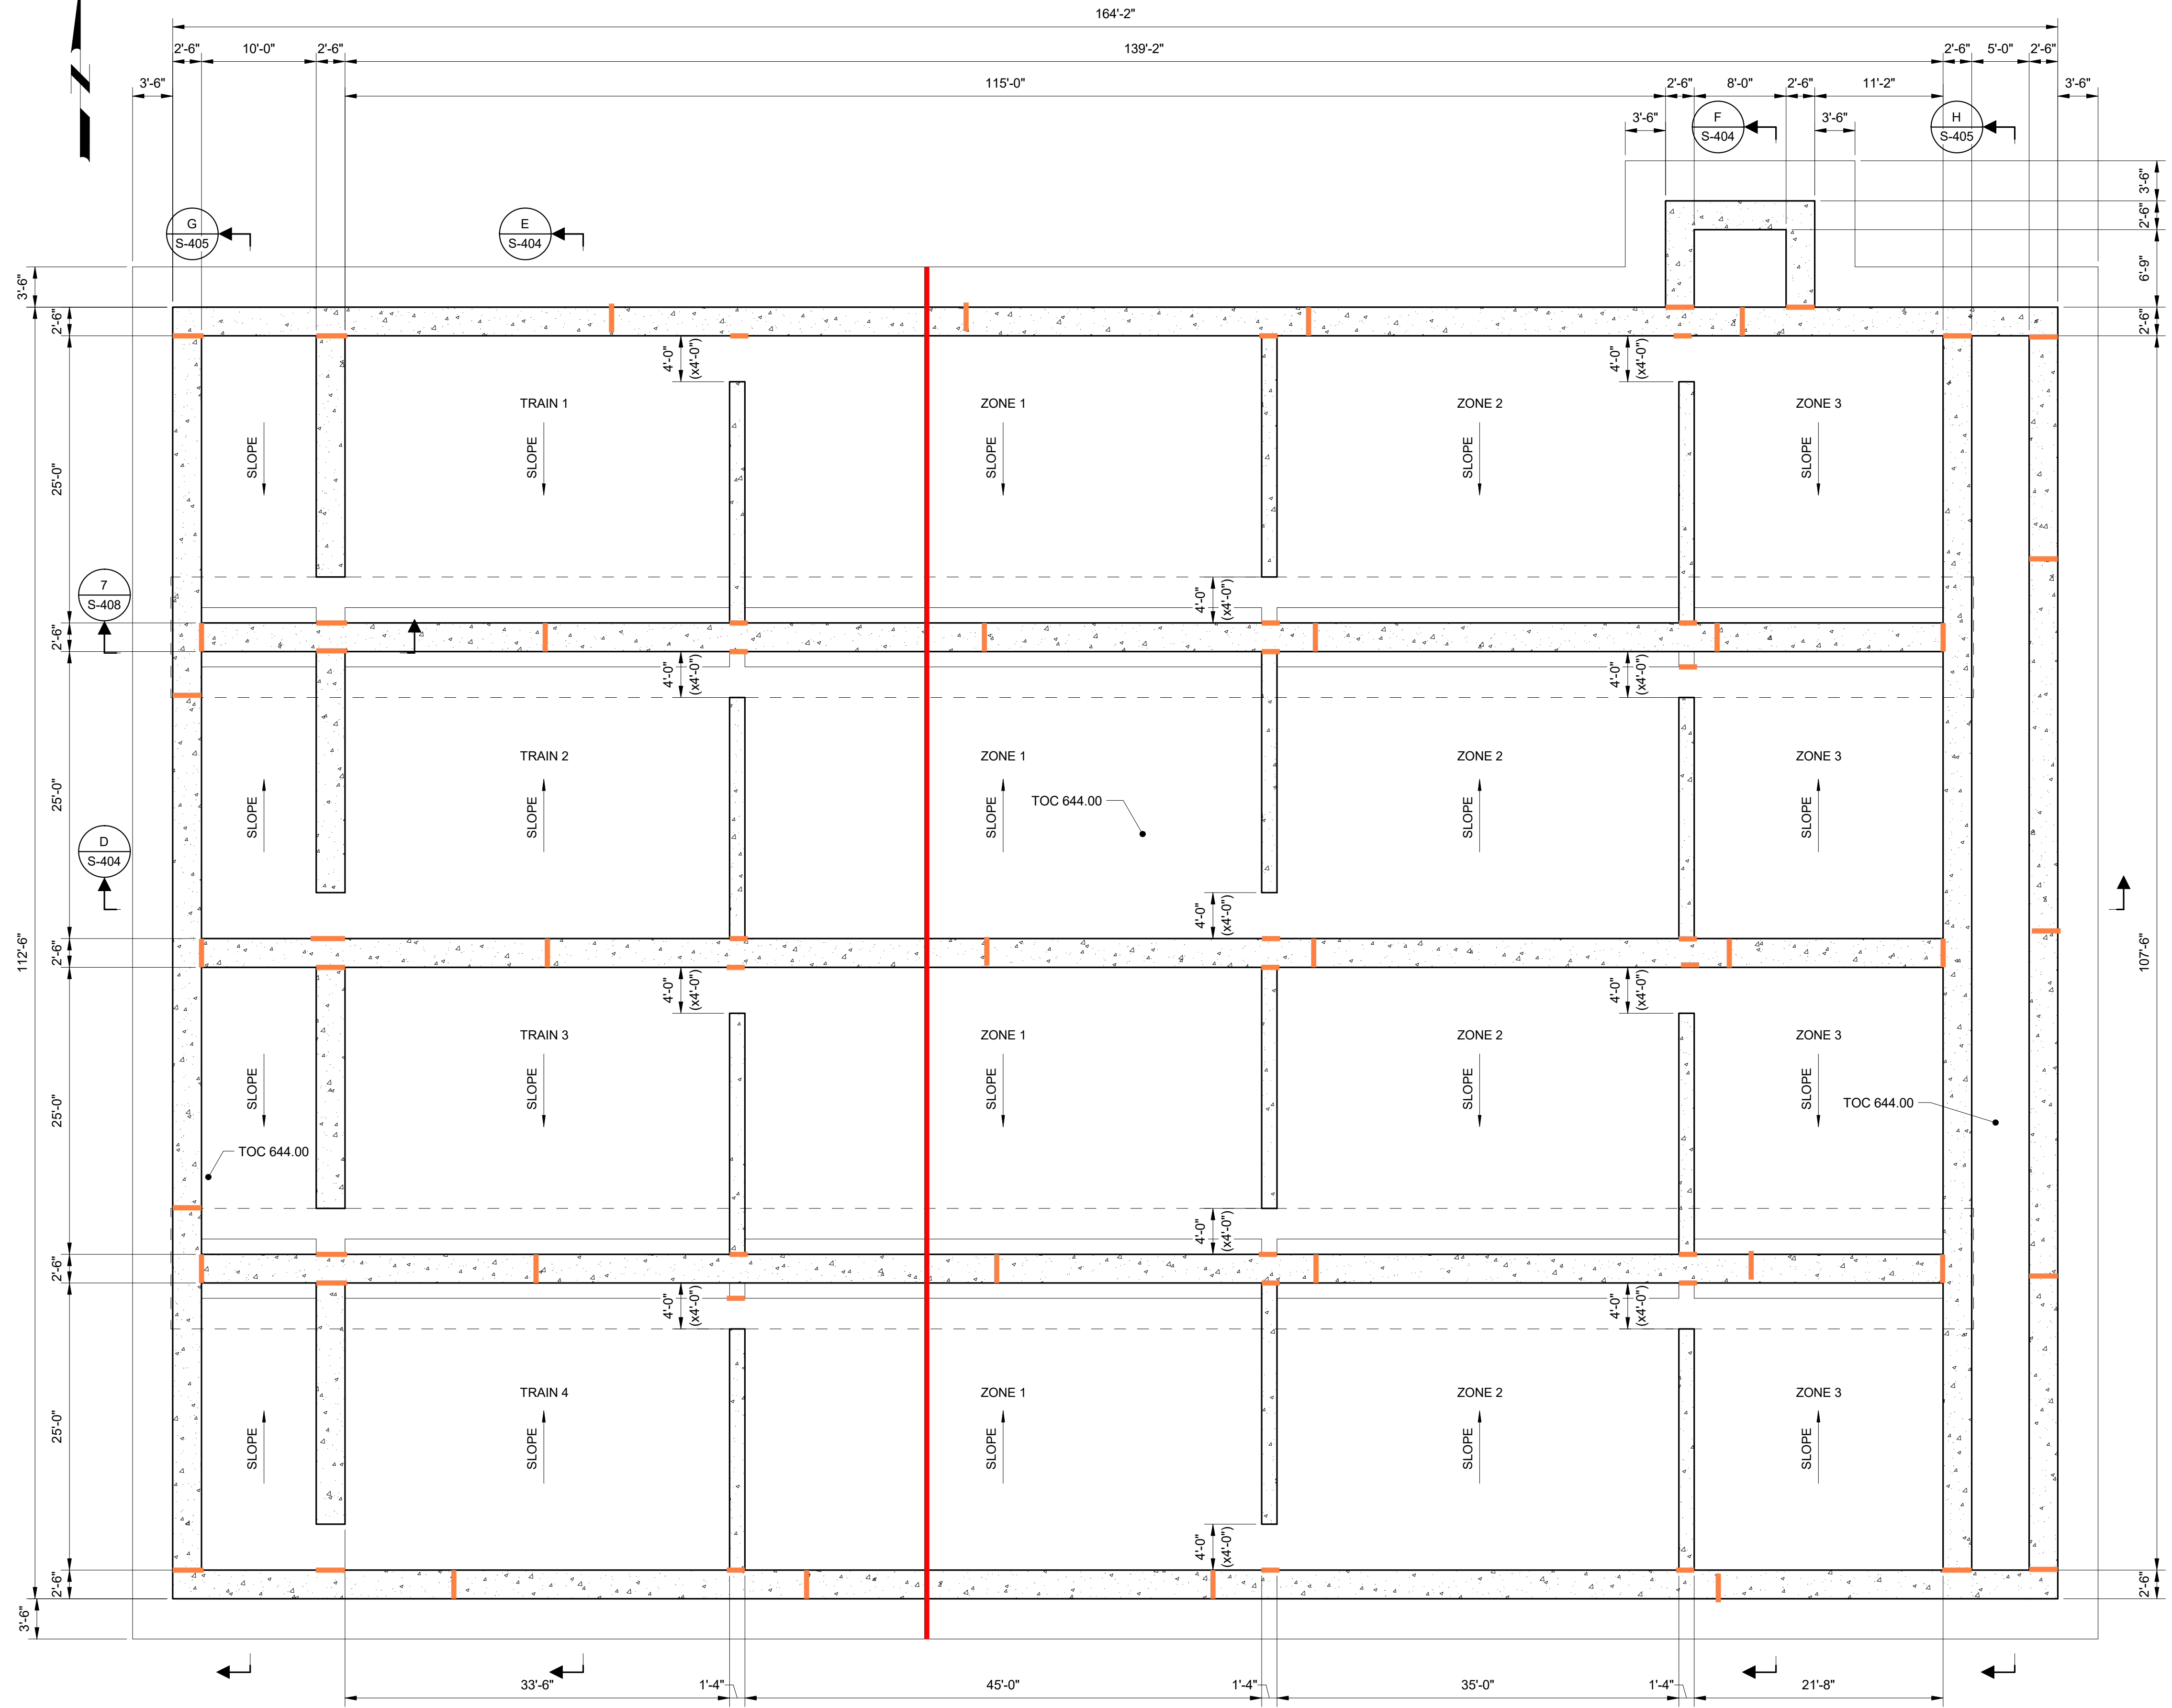 164'-2"
2'-6" 10'-0" 2'-6" 139'-2" 2'-6" 5'-0" 2'-6"
3'-6" 115'-0" 2'-6" 8'-0" 2'-6" 11'-2" 3'-6"
3'-6" 3'-6"
F
S-404
H
S-405
3'-6"
2'-6"
6'-9"
2'-6"
G
S-405
E
S-404
3'-6"
2'-6"
4'-0"
(x4'-0")
4'-0"
(x4'-0")
TRAIN 1 ZONE 1 ZONE 2 ZONE 3
SLOPE SLOPE SLOPE SLOPE SLOPE
25'-0"
7
S-408
4'-0"
(x4'-0")
2'-6"
4'-0"
(x4'-0")
4'-0"
(x4'-0")
TRAIN 2 ZONE 1 ZONE 2 ZONE 3
25'-0"
SLOPE SLOPE SLOPE SLOPE SLOPE
TOC 644.00
D
S-404
4'-0"
(x4'-0")
112'-6"
2'-6"
107'-6"
4'-0"
(x4'-0")
4'-0"
(x4'-0")
TRAIN 3 ZONE 1 ZONE 2 ZONE 3
25'-0"
SLOPE SLOPE SLOPE SLOPE SLOPE
TOC 644.00
TOC 644.00
4'-0"
(x4'-0")
2'-6"
4'-0"
(x4'-0")
4'-0"
(x4'-0")
TRAIN 4 ZONE 1 ZONE 2 ZONE 3
25'-0"
SLOPE SLOPE SLOPE SLOPE SLOPE
4'-0"
(x4'-0")
2'-6"
2'-6"
3'-6"
33'-6" 1'-4" 45'-0" 1'-4" 35'-0" 1'-4" 21'-8"